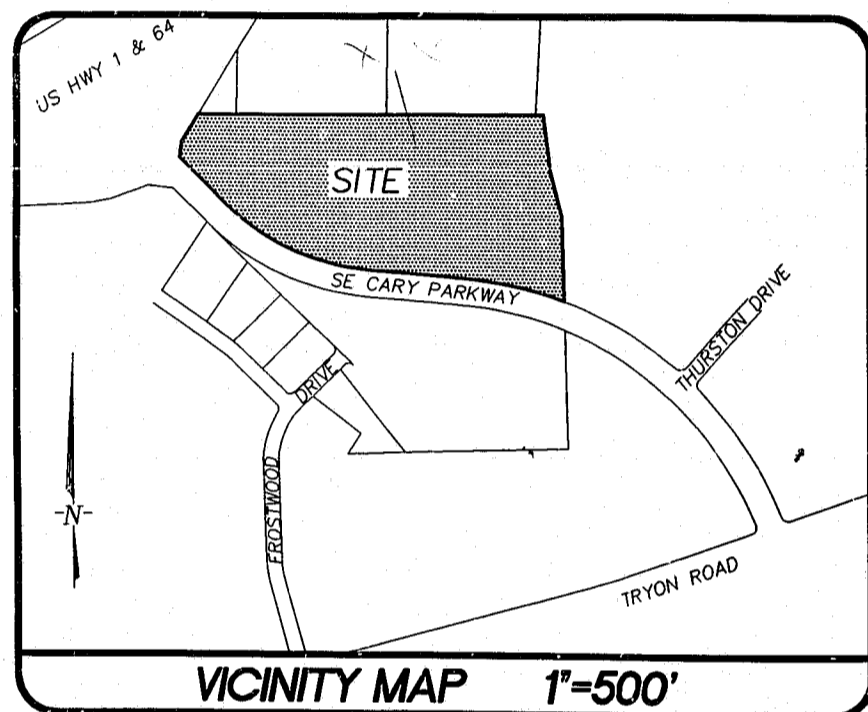 US HWY 1 & 64
SITE
SE CARY PARKWAY
THURSTON DRIVE
DRIVE
FROSTWOOD
-N-
TRYON ROAD
VICINITY MAP 1"=500'